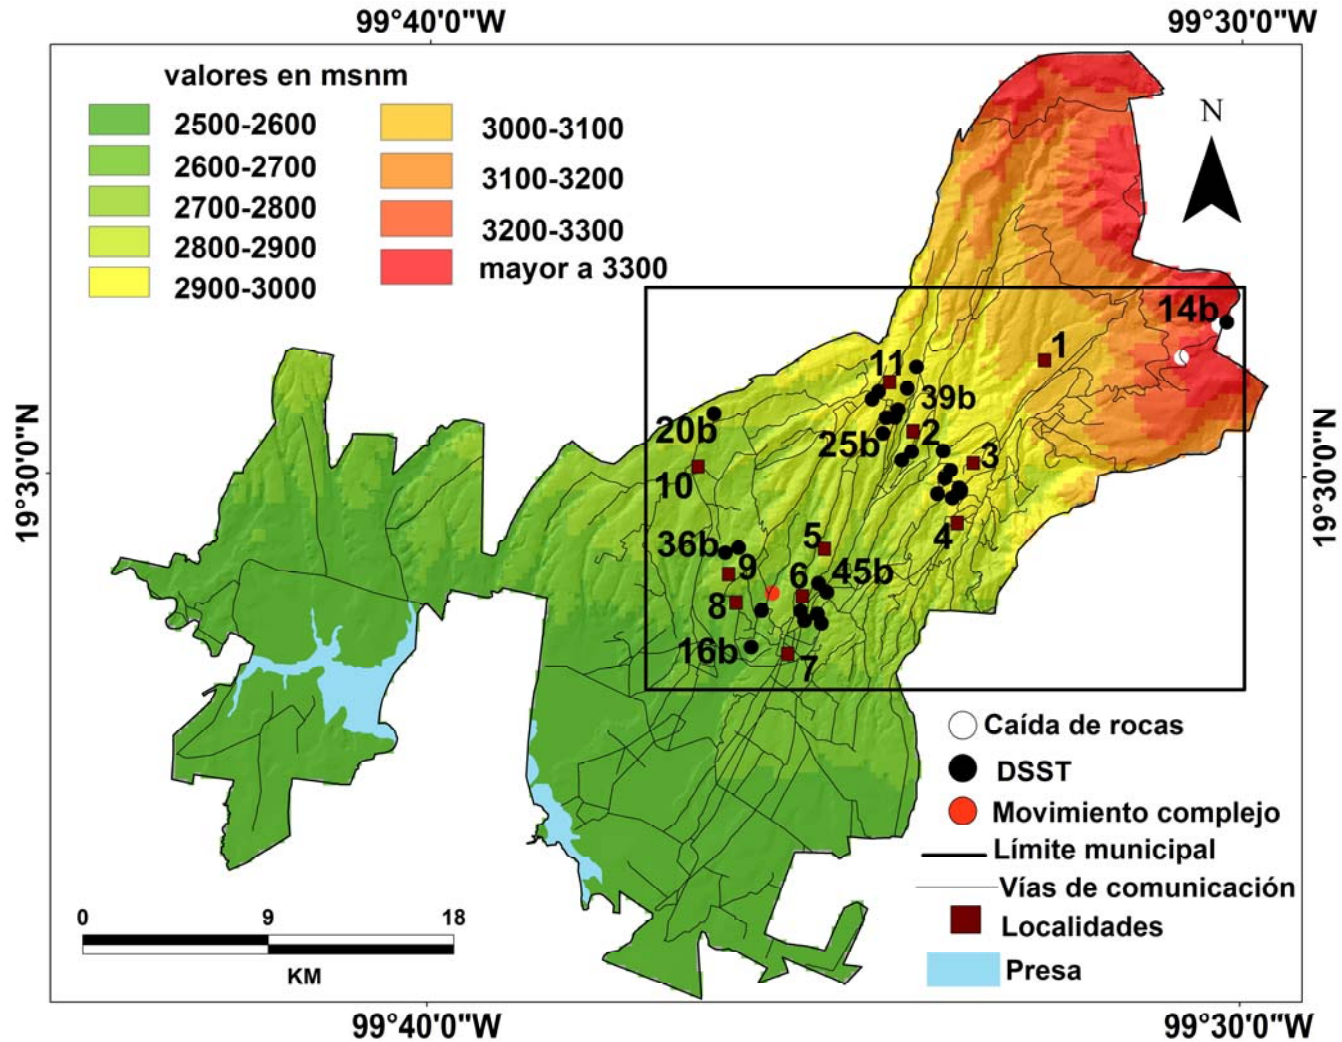 99°40'0"W
99°30'0"W
valores en msnm
2500-2600
2600-2700
2700-2800
2800-2900
2900-3000
3000-3100
3100-3200
3200-3300
mayor a 3300
N
14b
1
11
39b
20b
25b
2
3
10
4
36b
5
9
6
45b
8
16b
7
19°30'0"N
19°30'0"N
Caída de rocas
DSST
Movimiento complejo
Límite municipal
Vías de comunicación
Localidades
Presa
0 9 18
KM
99°40'0"W
99°30'0"W